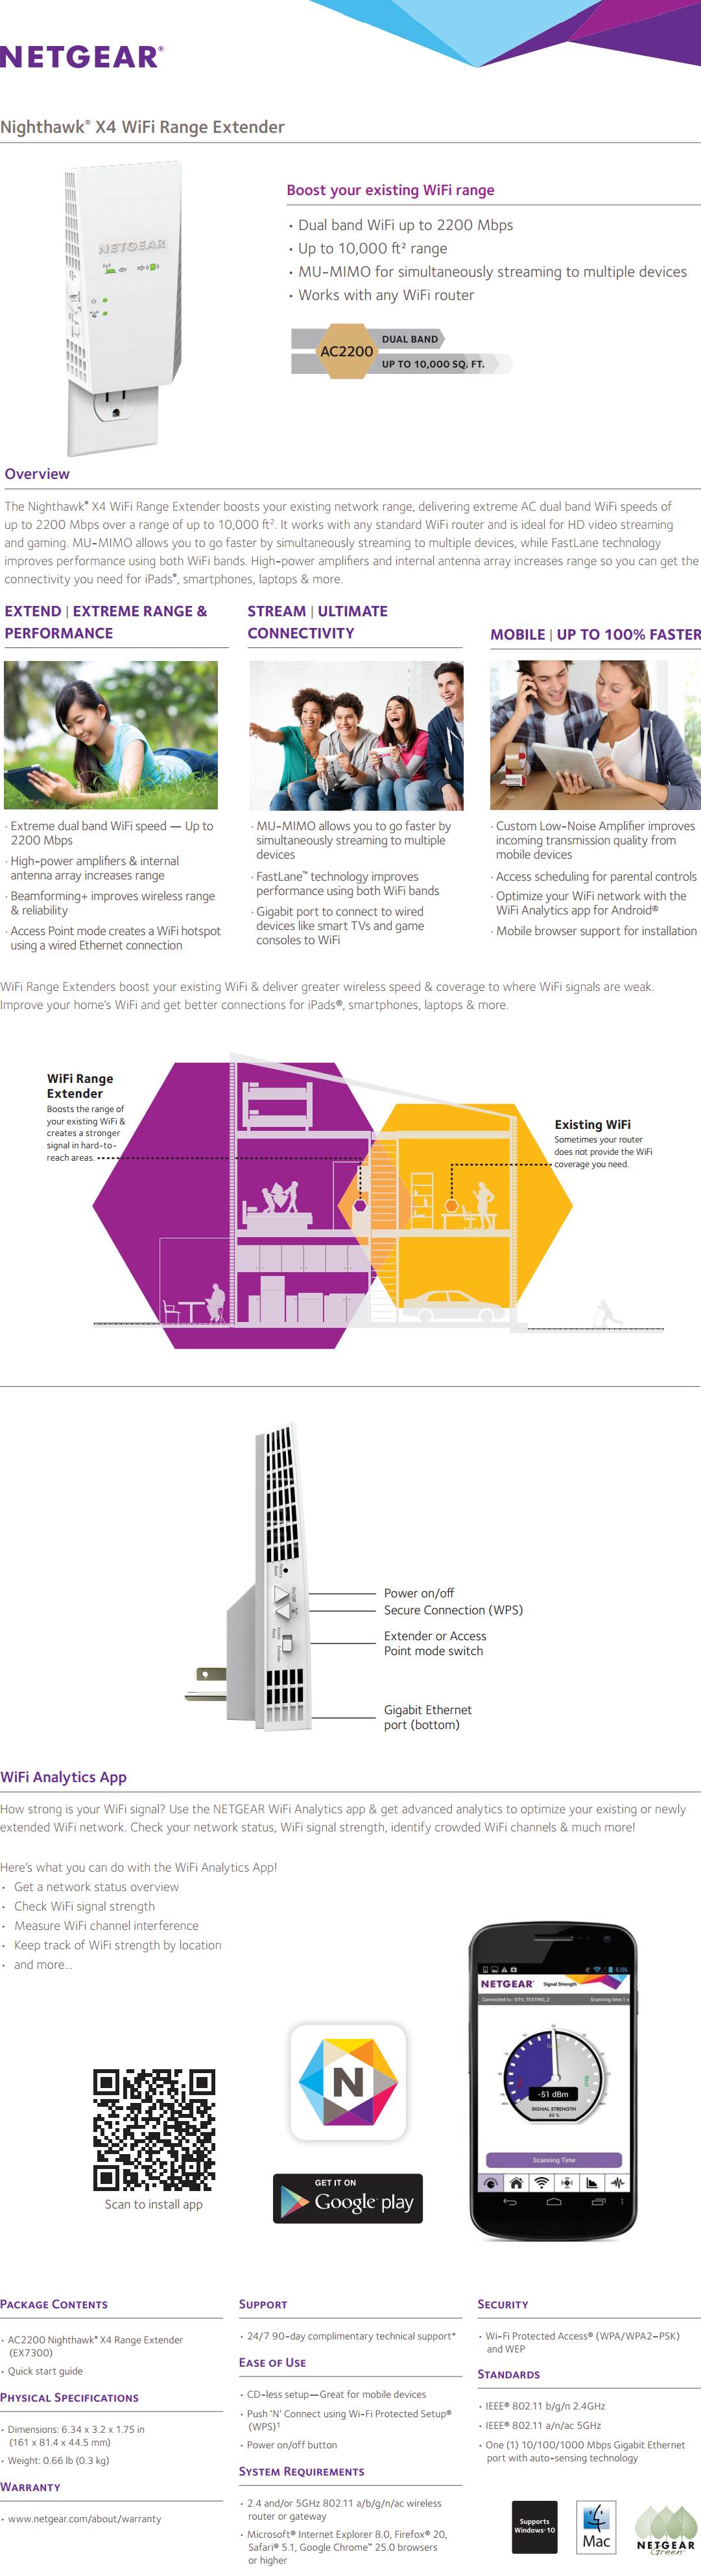 NETGEAR®
Nighthawk® X4 WiFi Range Extender
NETGEAR
Boost your existing WiFi range
• Dual band WiFi up to 2200 Mbps
• Up to 10,000 ft² range
• MU-MIMO for simultaneously streaming to multiple devices
• Works with any WiFi router
AC2200
DUAL BAND
UP TO 10,000 SQ. FT.
Overview
The Nighthawk® X4 WiFi Range Extender boosts your existing network range, delivering extreme AC dual band WiFi speeds of
up to 2200 Mbps over a range of up to 10,000 ft². It works with any standard WiFi router and is ideal for HD video streaming
and gaming. MU-MIMO allows you to go faster by simultaneously streaming to multiple devices, while FastLane technology
improves performance using both WiFi bands. High-power amplifiers and internal antenna array increases range so you can get the
connectivity you need for iPads®, smartphones, laptops & more.
EXTEND | EXTREME RANGE &
PERFORMANCE
· Extreme dual band WiFi speed — Up to
2200 Mbps
· High-power amplifiers & internal
antenna array increases range
· Beamforming+ improves wireless range
& reliability
· Access Point mode creates a WiFi hotspot
using a wired Ethernet connection
STREAM | ULTIMATE
CONNECTIVITY
· MU-MIMO allows you to go faster by
simultaneously streaming to multiple
devices
· FastLane™ technology improves
performance using both WiFi bands
· Gigabit port to connect to wired
devices like smart TVs and game
consoles to WiFi
MOBILE | UP TO 100% FASTER
· Custom Low-Noise Amplifier improves
incoming transmission quality from
mobile devices
· Access scheduling for parental controls
· Optimize your WiFi network with the
WiFi Analytics app for Android®
· Mobile browser support for installation
WiFi Range Extenders boost your existing WiFi & deliver greater wireless speed & coverage to where WiFi signals are weak.
Improve your home's WiFi and get better connections for iPads®, smartphones, laptops & more.
WiFi Range
Extender
Boosts the range of
your existing WiFi &
creates a stronger
signal in hard-to-
reach areas.
Existing WiFi
Sometimes your router
does not provide the WiFi
coverage you need.
Power on/off
Secure Connection (WPS)
Extender or Access
Point mode switch
Gigabit Ethernet
port (bottom)
WiFi Analytics App
How strong is your WiFi signal? Use the NETGEAR WiFi Analytics app & get advanced analytics to optimize your existing or newly
extended WiFi network. Check your network status, WiFi signal strength, identify crowded WiFi channels & much more!
Here's what you can do with the WiFi Analytics App!
• Get a network status overview
• Check WiFi signal strength
• Measure WiFi channel interference
• Keep track of WiFi strength by location
• and more...
Scan to install app
N
GET IT ON
Google play
5:06
NETGEAR Signal Strength
Connected to : GTV_TESTING_2 Scanning time:1 s
-51 dBm
SIGNAL STRENGTH
49 %
Scanning Time
PACKAGE CONTENTS
• AC2200 Nighthawk® X4 Range Extender
(EX7300)
• Quick start guide
PHYSICAL SPECIFICATIONS
• Dimensions: 6.34 x 3.2 x 1.75 in
(161 x 81.4 x 44.5 mm)
• Weight: 0.66 lb (0.3 kg)
WARRANTY
• www.netgear.com/about/warranty
SUPPORT
• 24/7 90-day complimentary technical support*
EASE OF USE
• CD-less setup—Great for mobile devices
• Push 'N' Connect using Wi-Fi Protected Setup®
(WPS)¹
• Power on/off button
SYSTEM REQUIREMENTS
• 2.4 and/or 5GHz 802.11 a/b/g/n/ac wireless
router or gateway
• Microsoft® Internet Explorer 8.0, Firefox® 20,
Safari® 5.1, Google Chrome™ 25.0 browsers
or higher
SECURITY
• Wi-Fi Protected Access® (WPA/WPA2–PSK)
and WEP
STANDARDS
• IEEE® 802.11 b/g/n 2.4GHz
• IEEE® 802.11 a/n/ac 5GHz
• One (1) 10/100/1000 Mbps Gigabit Ethernet
port with auto-sensing technology
Supports
Windows 10
Mac
NETGEAR
Green